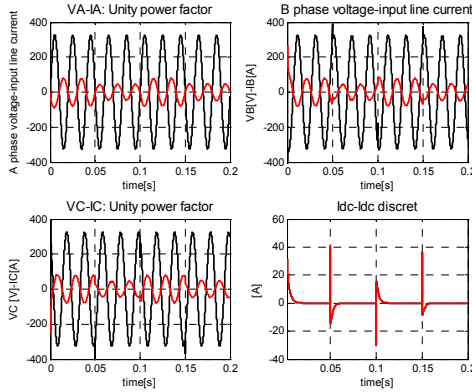 VA-IA: Unity power factor
A phase voltage-input line current
400
200
0
-200
-400
0 0.05 0.1 0.15 0.2
time[s]
B phase voltage-input line current
VB[V]-IB[A]
400
200
0
-200
-400
0 0.05 0.1 0.15 0.2
time[s]
VC-IC: Unity power factor
VC [V]-IC[A]
400
200
0
-200
-400
0 0.05 0.1 0.15 0.2
time[s]
Idc-Idc discret
[A]
60
40
20
0
-20
-40
0 0.05 0.1 0.15 0.2
time[s]